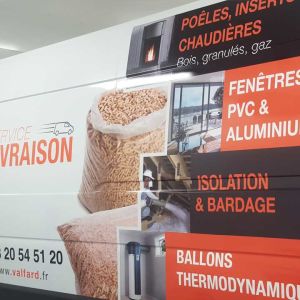 POÊLES, INSERTS
CHAUDIÈRES
Bois, granulés, gaz
FENÊTRES
PVC &
ALUMINIU
ERVICE
VRAISON
ISOLATION
& BARDAGE
20 54 51 20
www.valfard.fr
BALLONS
THERMODYNAMIQU